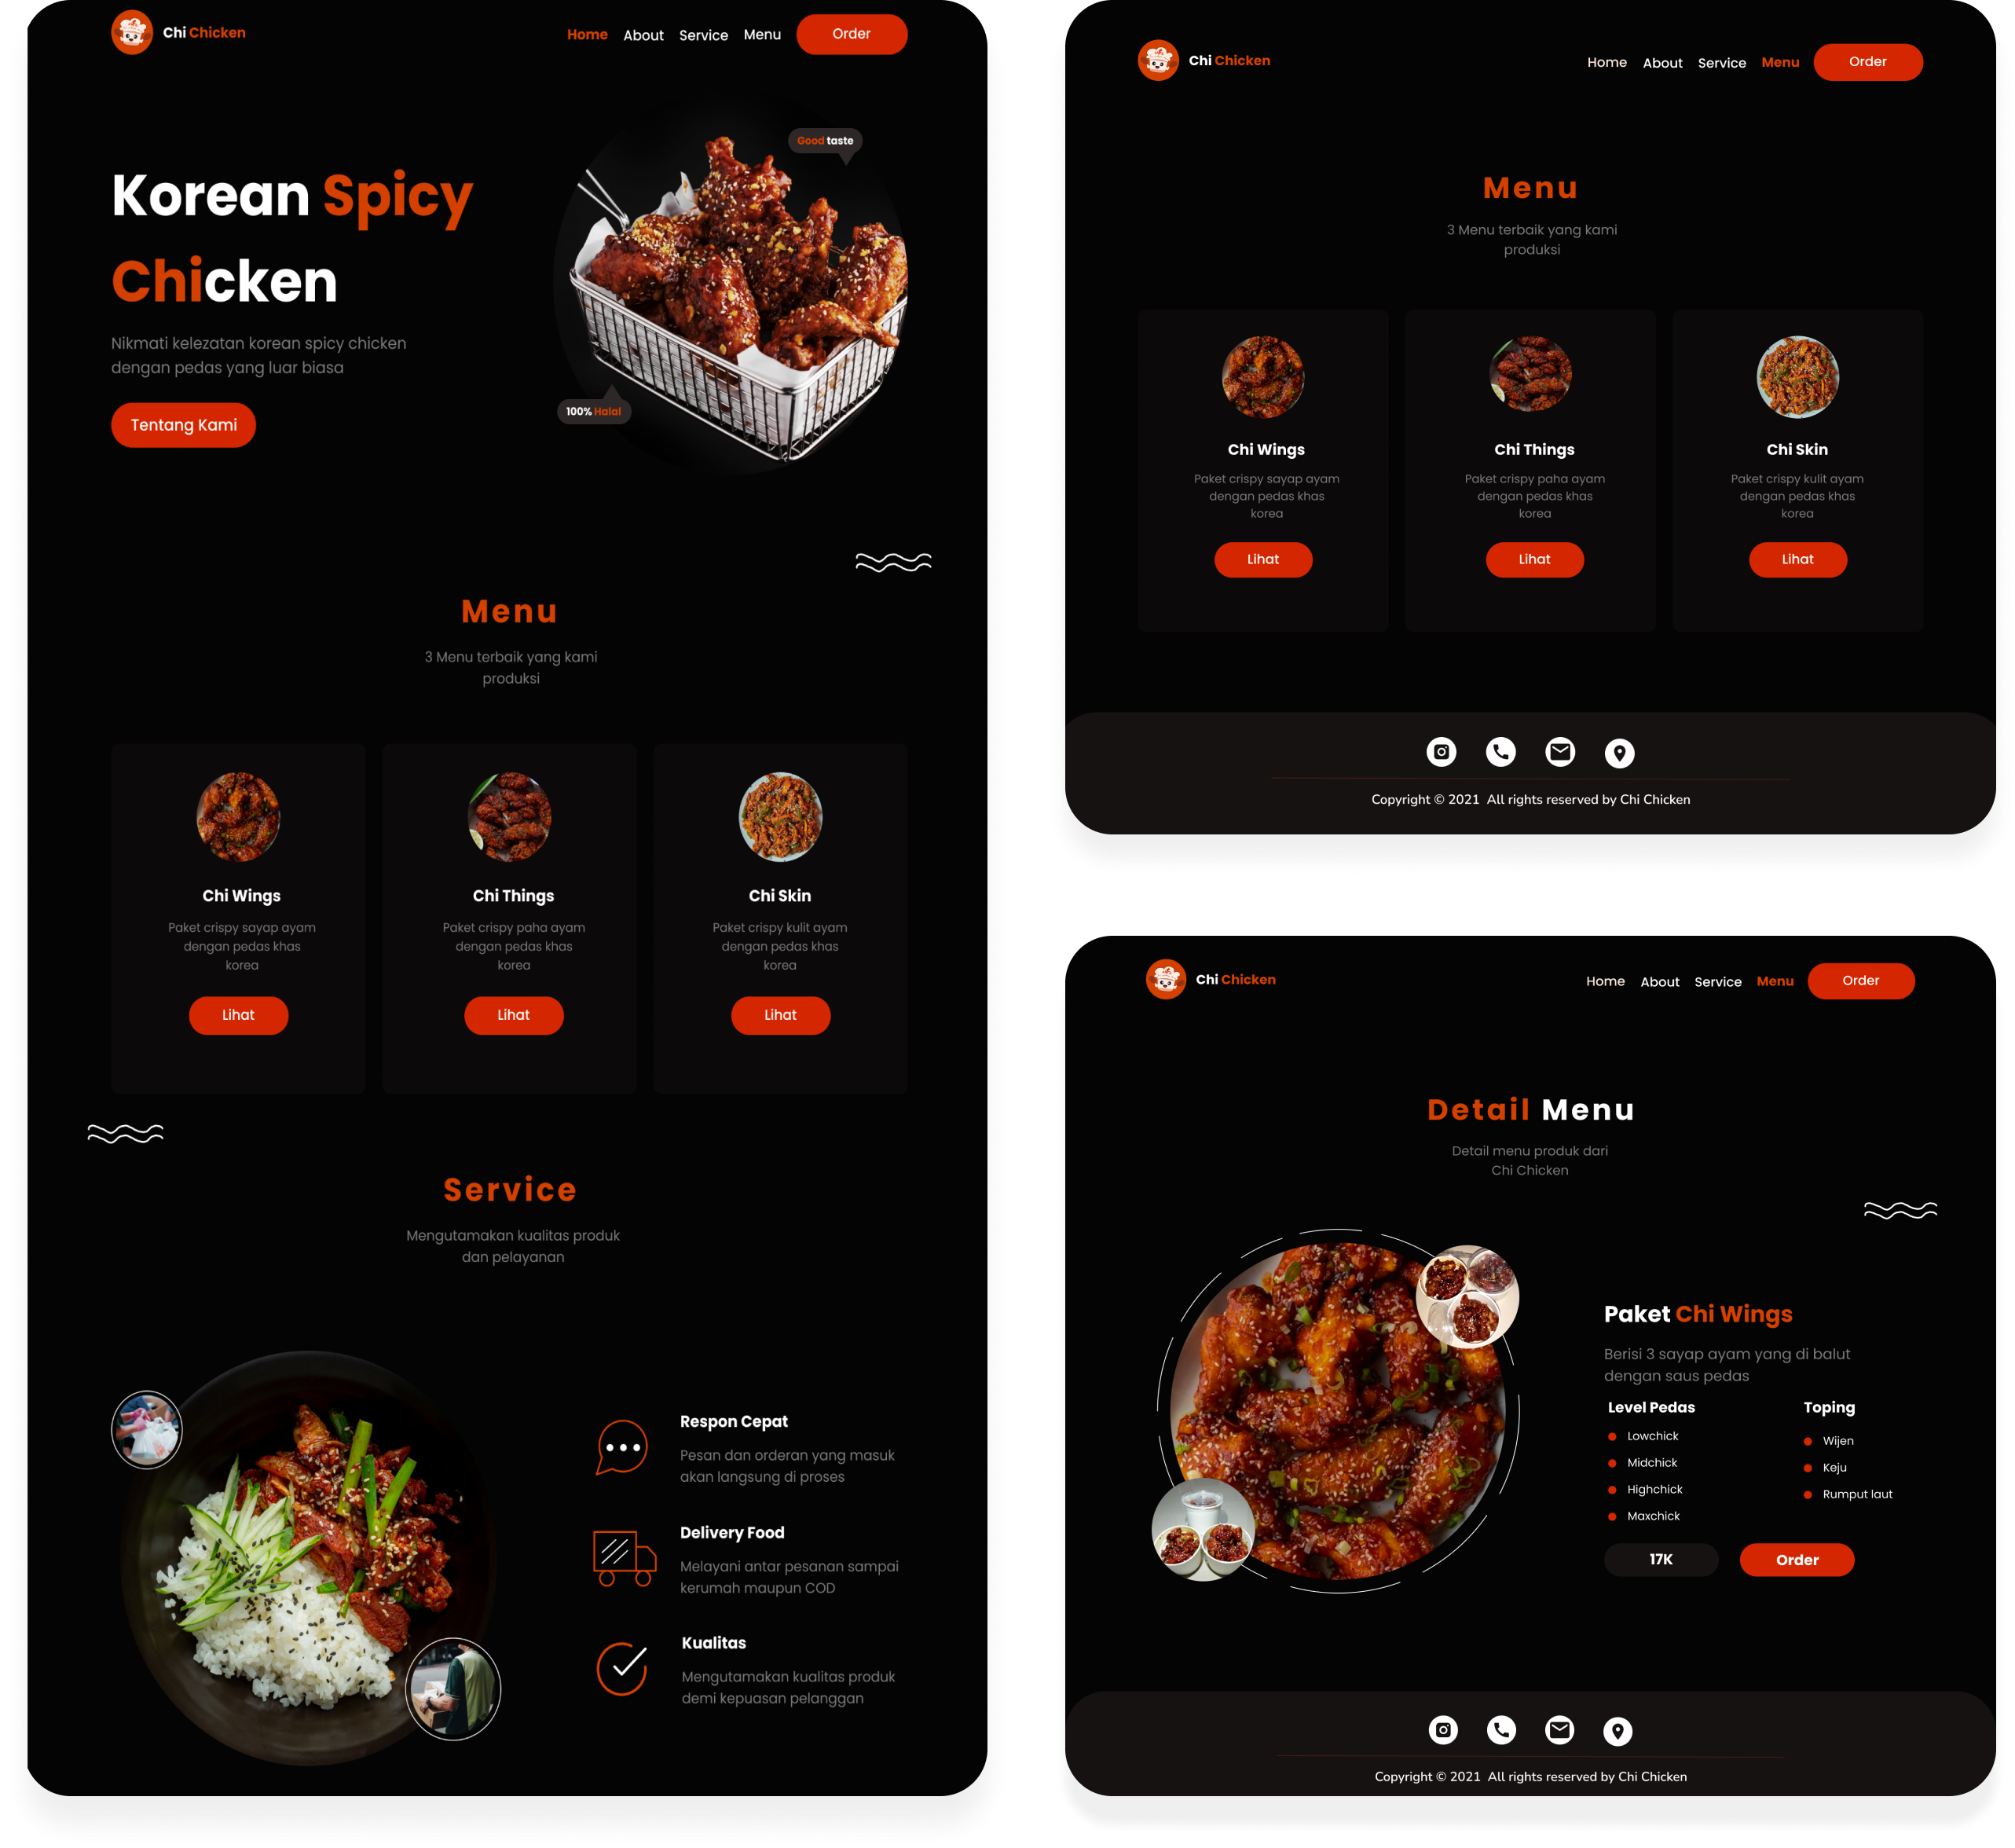 Chi Chicken
Home About Service Menu Order
Good taste
Korean Spicy
Chicken
Nikmati kelezatan korean spicy chicken
dengan pedas yang luar biasa
100% Halal
Tentang Kami
Menu
3 Menu terbaik yang kami
produksi
Chi Wings
Paket crispy sayap ayam
dengan pedas khas
korea
Lihat
Chi Things
Paket crispy paha ayam
dengan pedas khas
korea
Lihat
Chi Skin
Paket crispy kulit ayam
dengan pedas khas
korea
Lihat
Service
Mengutamakan kualitas produk
dan pelayanan
Respon Cepat
Pesan dan orderan yang masuk
akan langsung di proses
Delivery Food
Melayani antar pesanan sampai
kerumah maupun COD
Kualitas
Mengutamakan kualitas produk
demi kepuasan pelanggan
Chi Chicken
Home About Service Menu Order
Menu
3 Menu terbaik yang kami
produksi
Chi Wings
Paket crispy sayap ayam
dengan pedas khas
korea
Lihat
Chi Things
Paket crispy paha ayam
dengan pedas khas
korea
Lihat
Chi Skin
Paket crispy kulit ayam
dengan pedas khas
korea
Lihat
Copyright © 2021 All rights reserved by Chi Chicken
Chi Chicken
Home About Service Menu Order
Detail Menu
Detail menu produk dari
Chi Chicken
Paket Chi Wings
Berisi 3 sayap ayam yang di balut
dengan saus pedas
Level Pedas
Lowchick
Midchick
Highchick
Maxchick
Toping
Wijen
Keju
Rumput laut
17K
Order
Copyright © 2021 All rights reserved by Chi Chicken